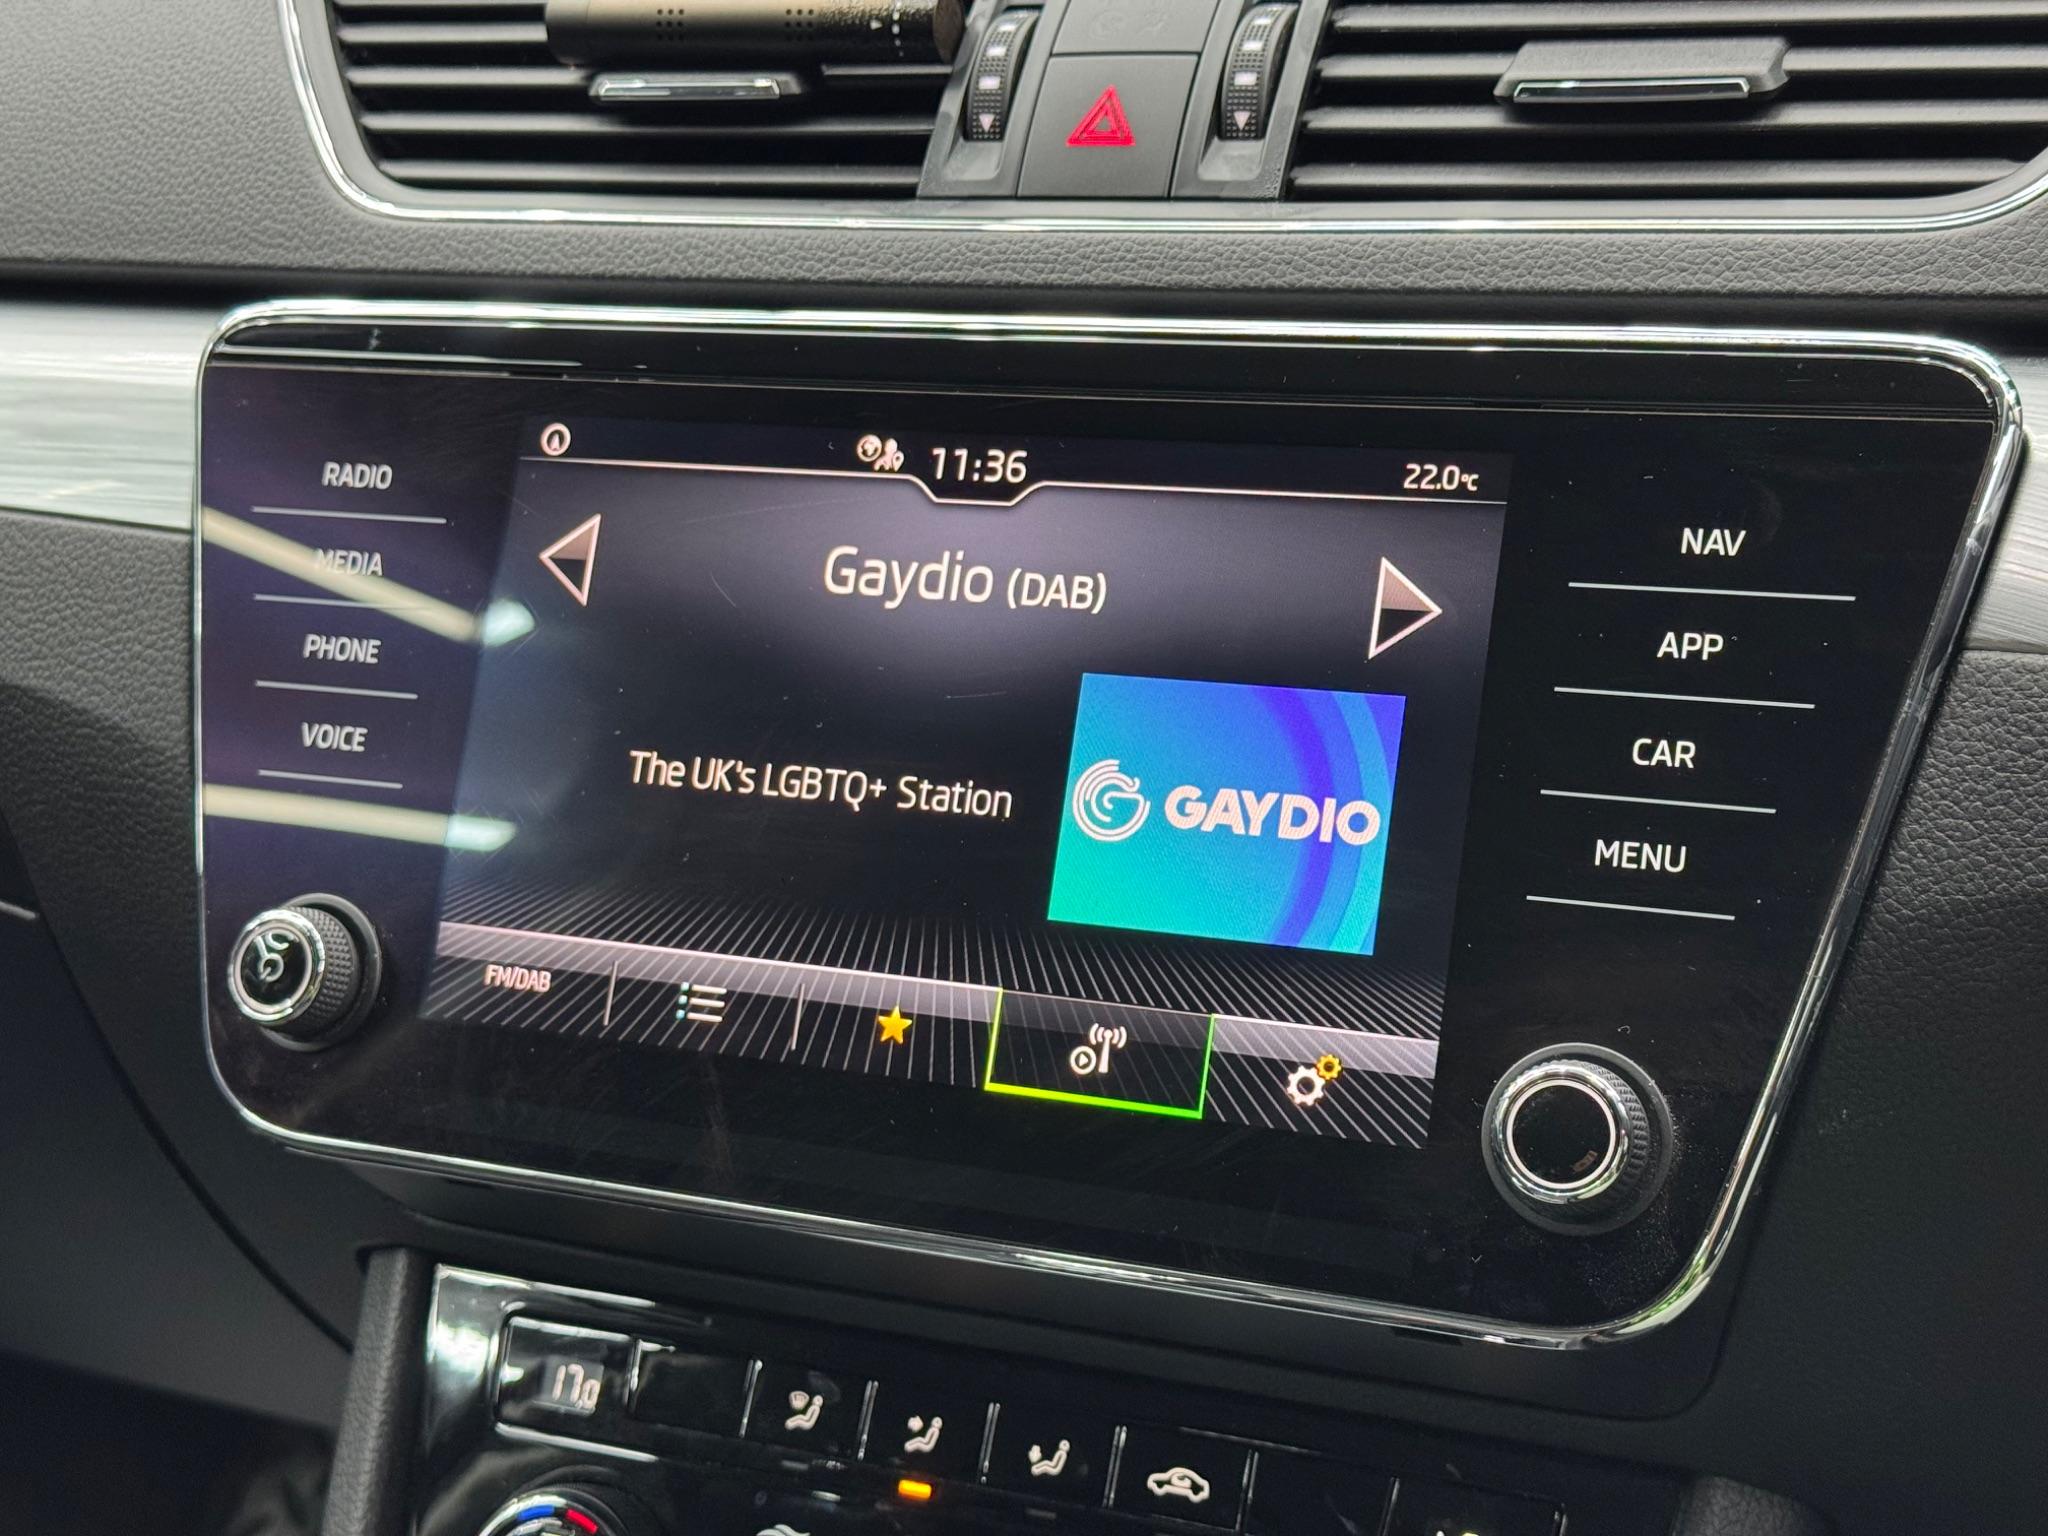 11:36
22.0°C
RADIO
MEDIA
PHONE
VOICE
Gaydio (DAB)
The UK's LGBTQ+ Station
GAYDIO
FM/DAB
NAV
APP
CAR
MENU
17.0